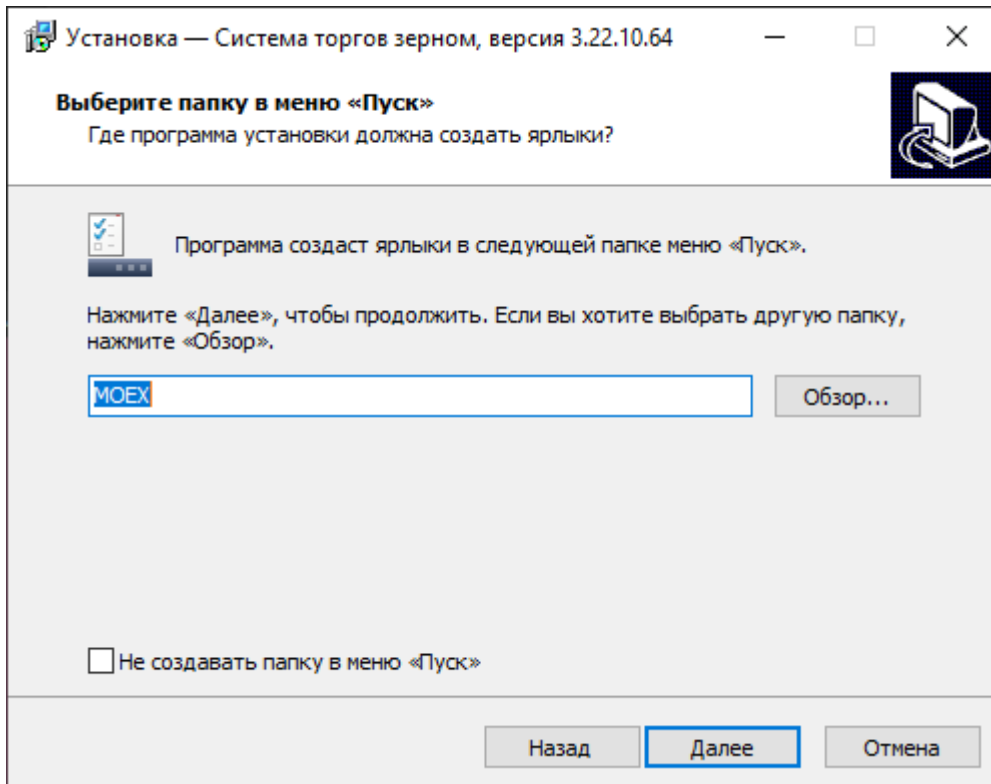 Установка — Система торгов зерном, версия 3.22.10.64
Выберите папку в меню «Пуск»
Где программа установки должна создать ярлыки?
Программа создаст ярлыки в следующей папке меню «Пуск».
Нажмите «Далее», чтобы продолжить. Если вы хотите выбрать другую папку,
нажмите «Обзор».
MOEX
Обзор...
Не создавать папку в меню «Пуск»
Назад
Далее
Отмена